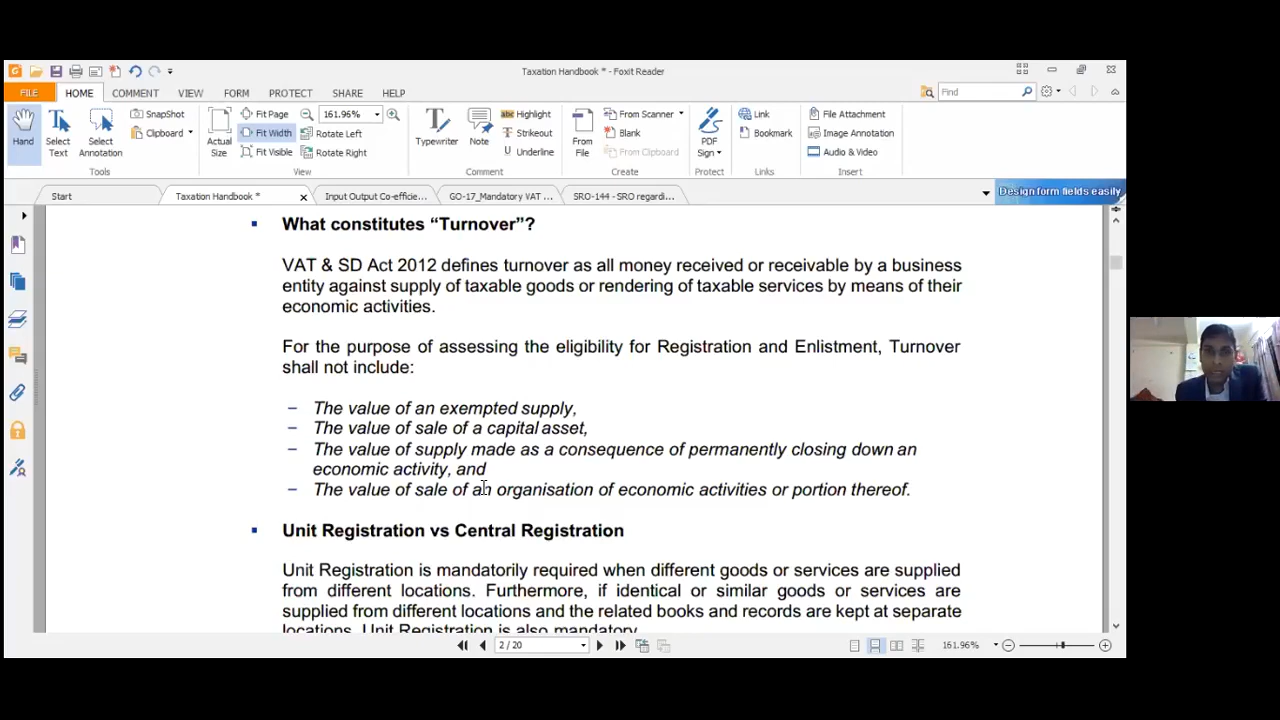 Taxation Handbook * - Foxit Reader
FILE HOME COMMENT VIEW FORM PROTECT SHARE HELP
Find
Hand
Select Text
SnapShot
Clipboard
Select Annotation
Tools
Actual Size
Fit Page
Fit Width
Fit Visible
161.96%
Rotate Left
Rotate Right
View
Typewriter
Note
Highlight
Strikeout
Underline
Comment
From File
From Scanner
Blank
From Clipboard
Create
PDF Sign
Protect
Link
Bookmark
Links
File Attachment
Image Annotation
Audio & Video
Insert
Start Taxation Handbook * Input Output Co-efficie... GO-17_Mandatory VAT ... SRO-144 - SRO regardi... Design form fields easily
▪ What constitutes “Turnover”?
VAT & SD Act 2012 defines turnover as all money received or receivable by a business
entity against supply of taxable goods or rendering of taxable services by means of their
economic activities.
For the purpose of assessing the eligibility for Registration and Enlistment, Turnover
shall not include:
− The value of an exempted supply,
− The value of sale of a capital asset,
− The value of supply made as a consequence of permanently closing down an
economic activity, and
− The value of sale of an organisation of economic activities or portion thereof.
▪ Unit Registration vs Central Registration
Unit Registration is mandatorily required when different goods or services are supplied
from different locations. Furthermore, if identical or similar goods or services are
supplied from different locations and the related books and records are kept at separate
locations, Unit Registration is also mandatory.
2 / 20
161.96%